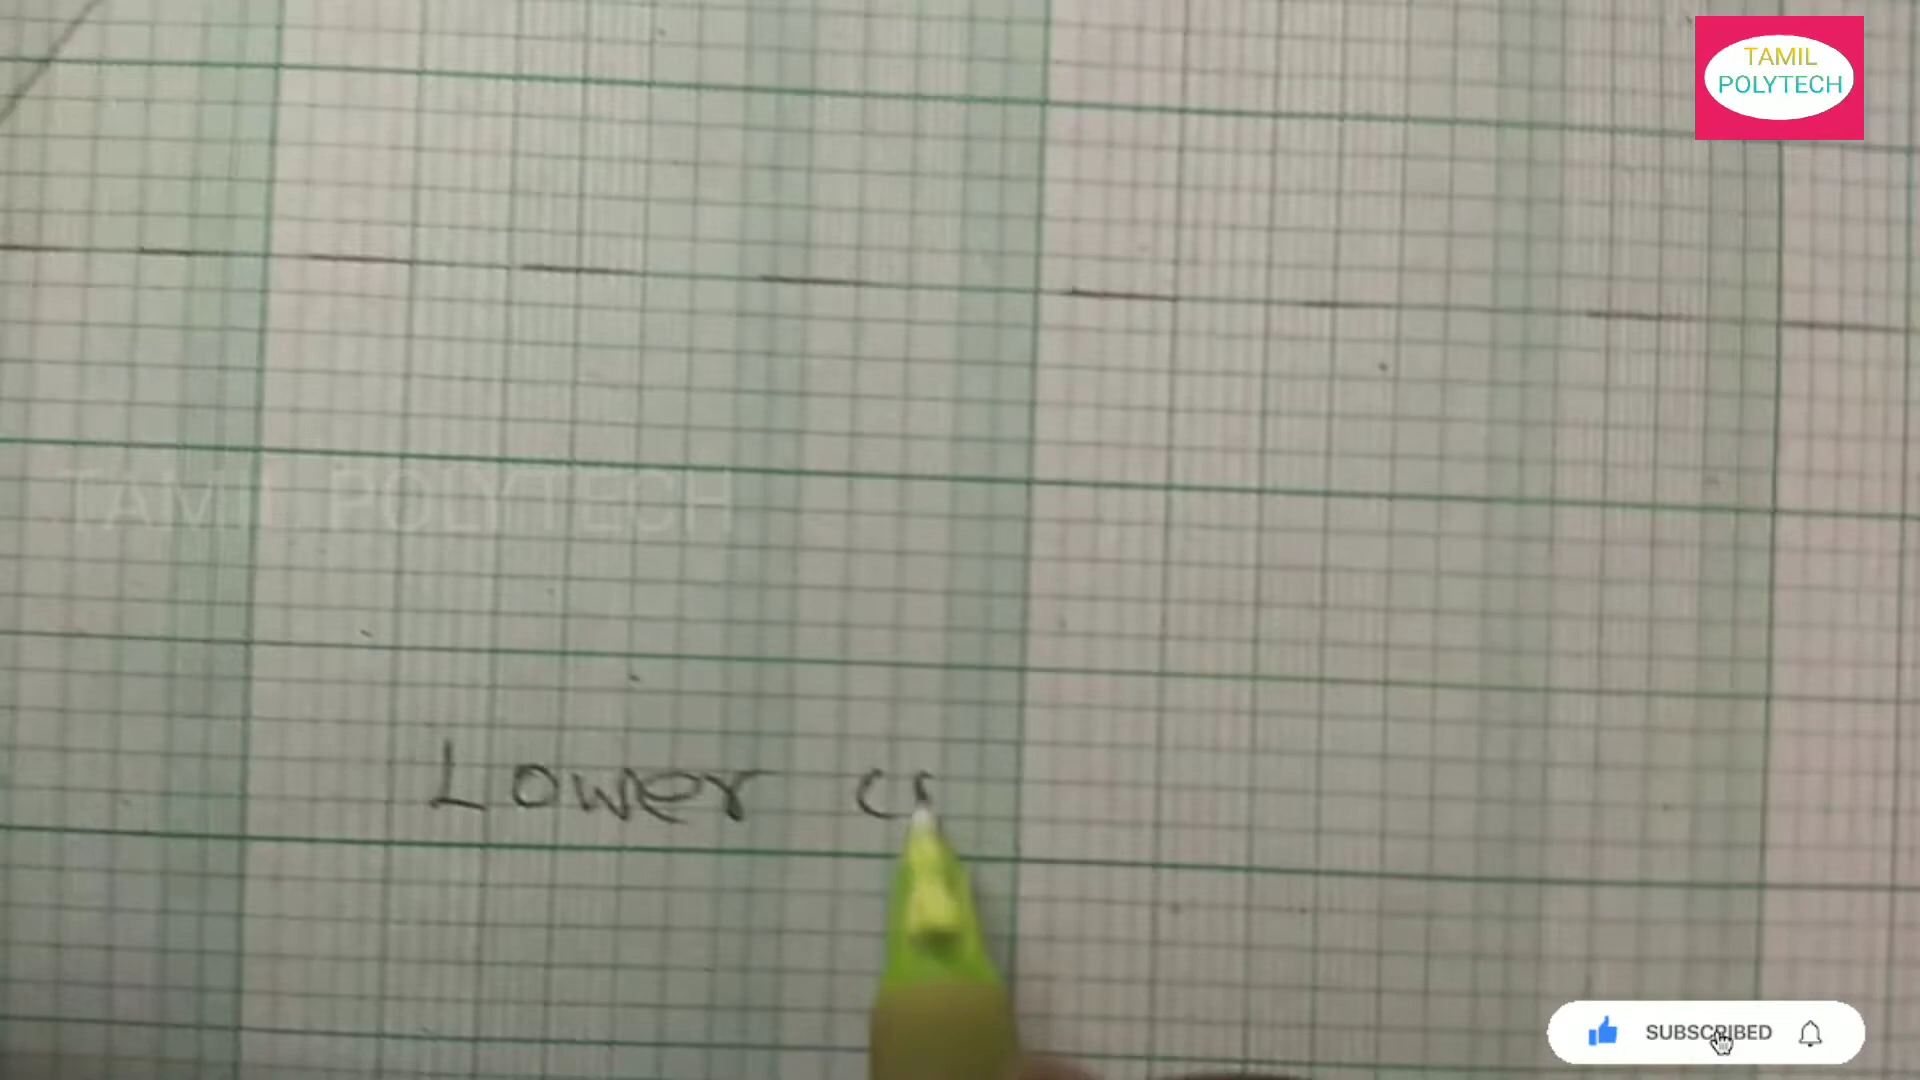 TAMIL
POLYTECH
TAMIL POLYTECH
Lower
SUBSCRIBED